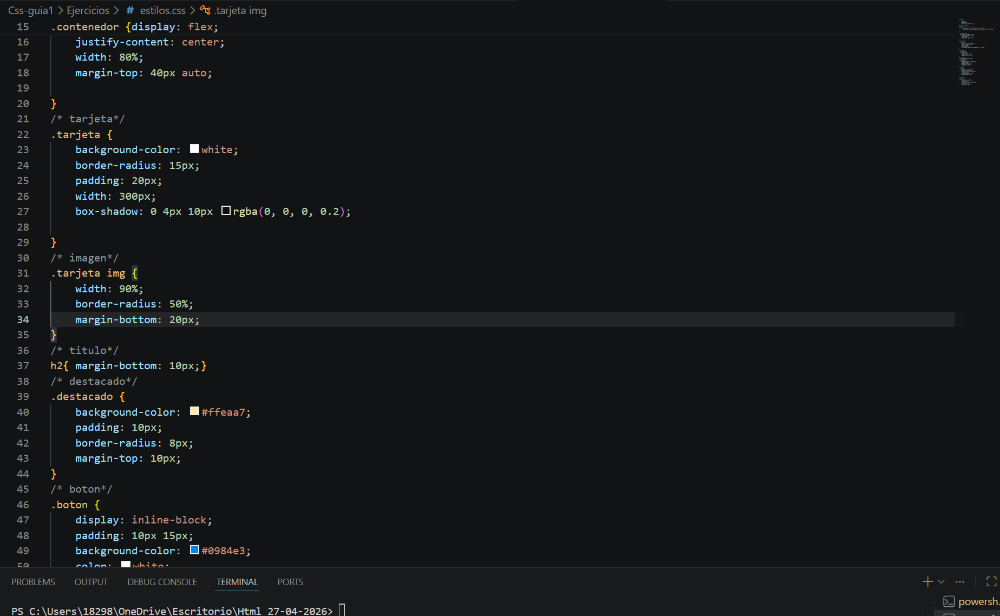 Css-guia1 > Ejercicios > # estilos.css > .tarjeta img
15 .contenedor {display: flex;
16 justify-content: center;
17 width: 80%;
18 margin-top: 40px auto;
19
20 }
21 /* tarjeta*/
22 .tarjeta {
23 background-color: white;
24 border-radius: 15px;
25 padding: 20px;
26 width: 300px;
27 box-shadow: 0 4px 10px rgba(0, 0, 0, 0.2);
28
29 }
30 /* imagen*/
31 .tarjeta img {
32 width: 90%;
33 border-radius: 50%;
34 margin-bottom: 20px;
35 }
36 /* titulo*/
37 h2{ margin-bottom: 10px;}
38 /* destacado*/
39 .destacado {
40 background-color: #ffeaa7;
41 padding: 10px;
42 border-radius: 8px;
43 margin-top: 10px;
44 }
45 /* boton*/
46 .boton {
47 display: inline-block;
48 padding: 10px 15px;
49 background-color: #0984e3;
50 color: white;
PROBLEMS OUTPUT DEBUG CONSOLE TERMINAL PORTS
powersh.
PS C:\Users\18298\OneDrive\Escritorio\Html 27-04-2026>